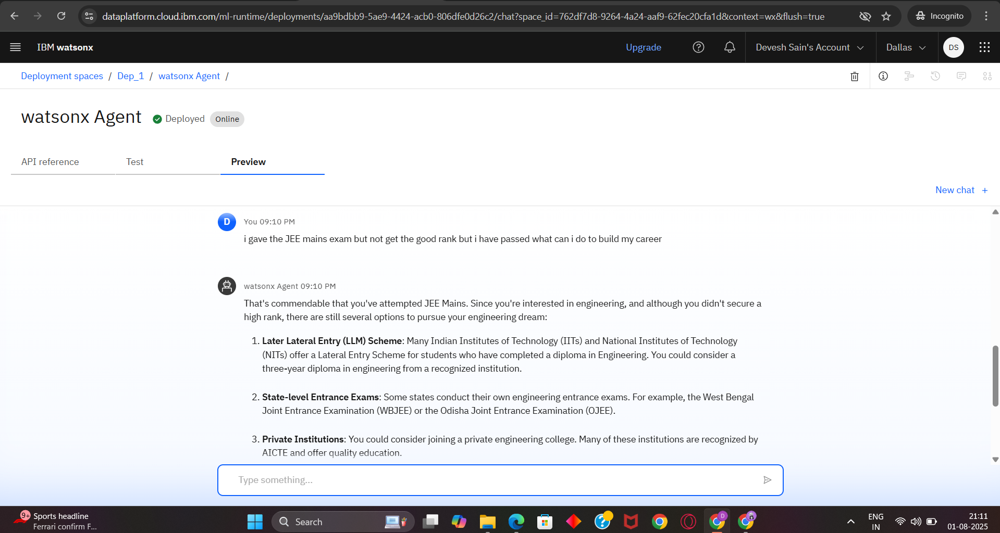 dataplatform.cloud.ibm.com/ml-runtime/deployments/aa9bdbb9-5ae9-4424-acb0-806dfe0d26c2/chat?space_id=762df7d8-9264-4a24-aaf9-62fec20cfa1d&context=wx&flush=true
Incognito
IBM watsonx
Upgrade
Devesh Sain's Account
Dallas
DS
Deployment spaces / Dep_1 / watsonx Agent /
watsonx Agent
Deployed
Online
API reference
Test
Preview
New chat +
D
You 09:10 PM
i gave the JEE mains exam but not get the good rank but i have passed what can i do to build my career
watsonx Agent 09:10 PM
That's commendable that you've attempted JEE Mains. Since you're interested in engineering, and although you didn't secure a
high rank, there are still several options to pursue your engineering dream:
1. Later Lateral Entry (LLM) Scheme: Many Indian Institutes of Technology (IITs) and National Institutes of Technology
(NITs) offer a Lateral Entry Scheme for students who have completed a diploma in Engineering. You could consider a
three-year diploma in engineering from a recognized institution.
2. State-level Entrance Exams: Some states conduct their own engineering entrance exams. For example, the West Bengal
Joint Entrance Examination (WBJEE) or the Odisha Joint Entrance Examination (OJEE).
3. Private Institutions: You could consider joining a private engineering college. Many of these institutions are recognized by
AICTE and offer quality education.
Type something...
9+
Sports headline
Ferrari confirm F...
Search
D
ENG
IN
21:11
01-08-2025